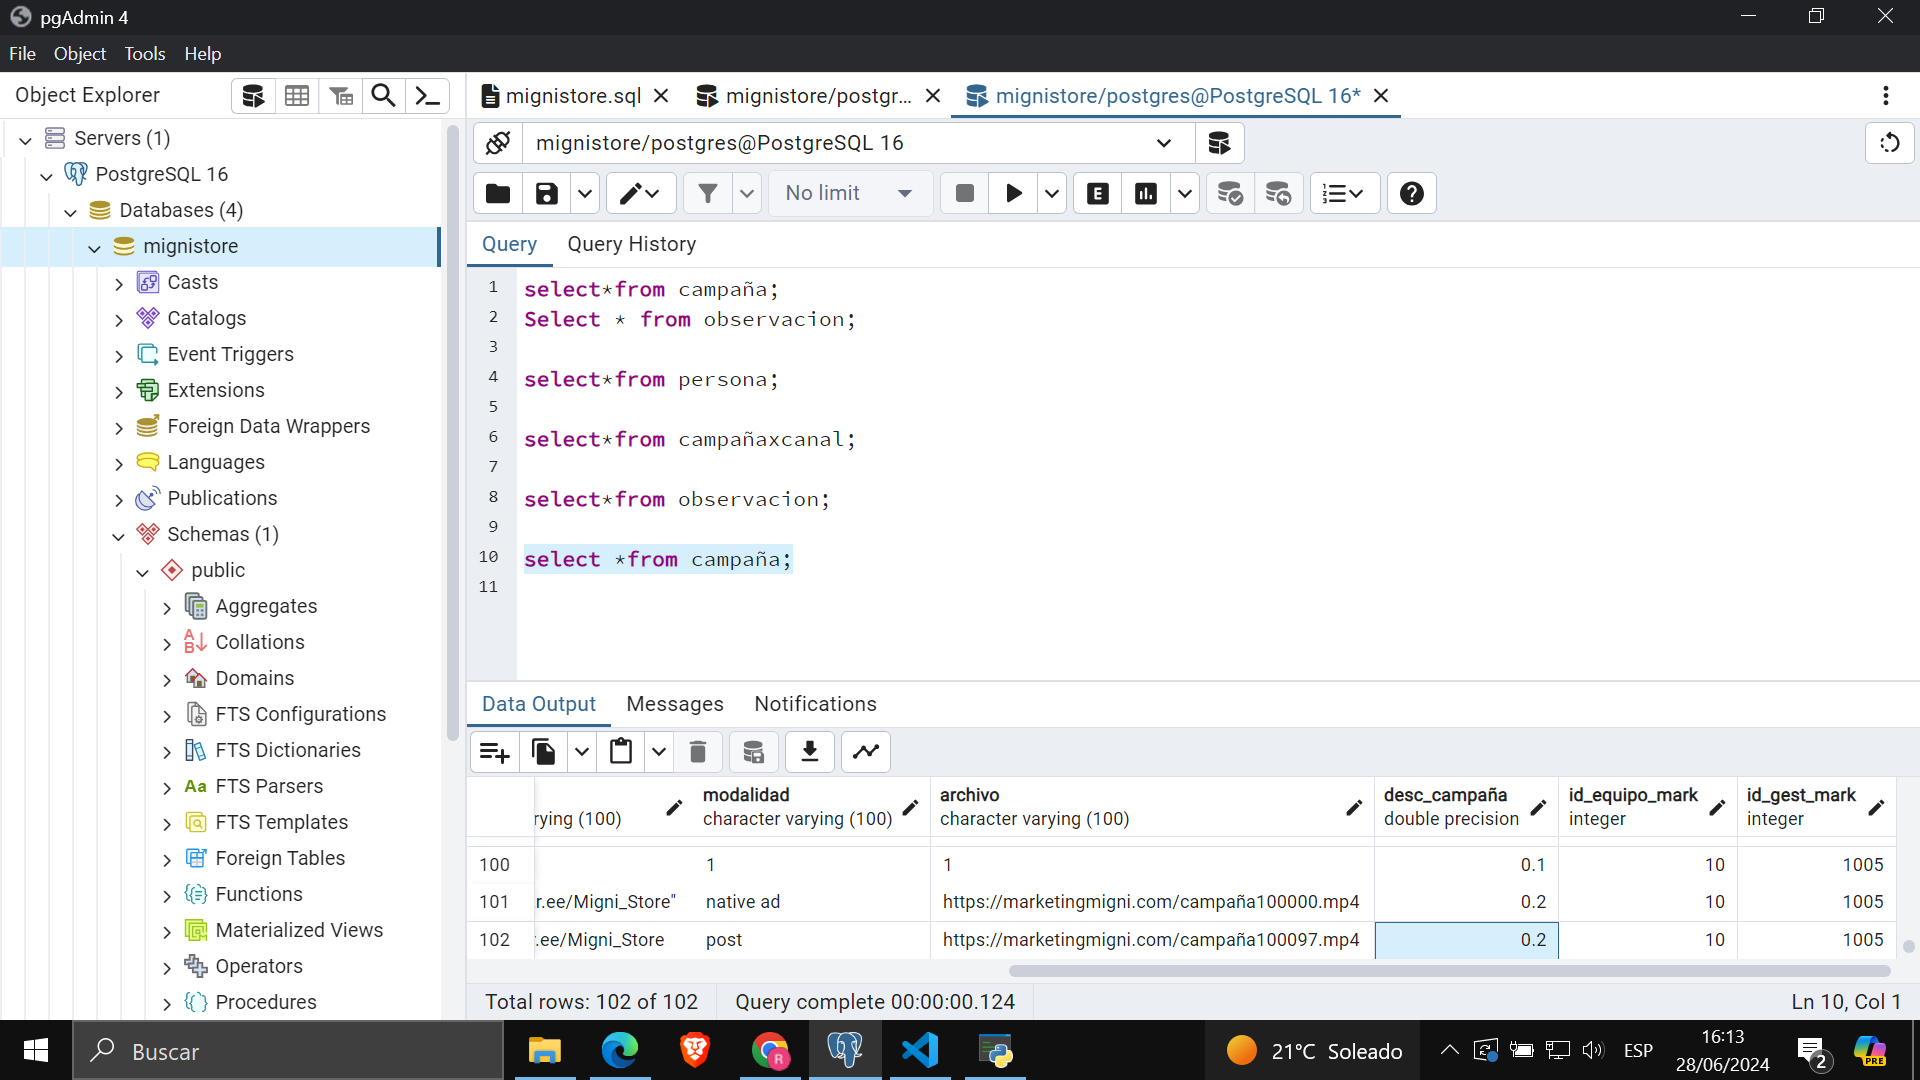 pgAdmin 4
File Object Tools Help
Object Explorer
mignistore.sql
mignistore/postgr...
mignistore/postgres@PostgreSQL 16*
Servers (1)
PostgreSQL 16
Databases (4)
mignistore
Casts
Catalogs
Event Triggers
Extensions
Foreign Data Wrappers
Languages
Publications
Schemas (1)
public
Aggregates
Collations
Domains
FTS Configurations
FTS Dictionaries
Aa FTS Parsers
FTS Templates
Foreign Tables
Functions
Materialized Views
Operators
Procedures
mignistore/postgres@PostgreSQL 16
No limit
E
Query Query History
1 select*from campaña;
2 Select * from observacion;
3
4 select*from persona;
5
6 select*from campañaxcanal;
7
8 select*from observacion;
9
10 select *from campaña;
11
Data Output Messages Notifications
modalidad archivo desc_campaña id_equipo_mark id_gest_mark
rying (100) character varying (100) character varying (100) double precision integer integer
100 1 1 0.1 10 1005
101 r.ee/Migni_Store" native ad https://marketingmigni.com/campaña100000.mp4 0.2 10 1005
102 .ee/Migni_Store post https://marketingmigni.com/campaña100097.mp4 0.2 10 1005
Total rows: 102 of 102 Query complete 00:00:00.124 Ln 10, Col 1
Buscar
R
21°C Soleado
ESP
16:13
28/06/2024
2
PRE